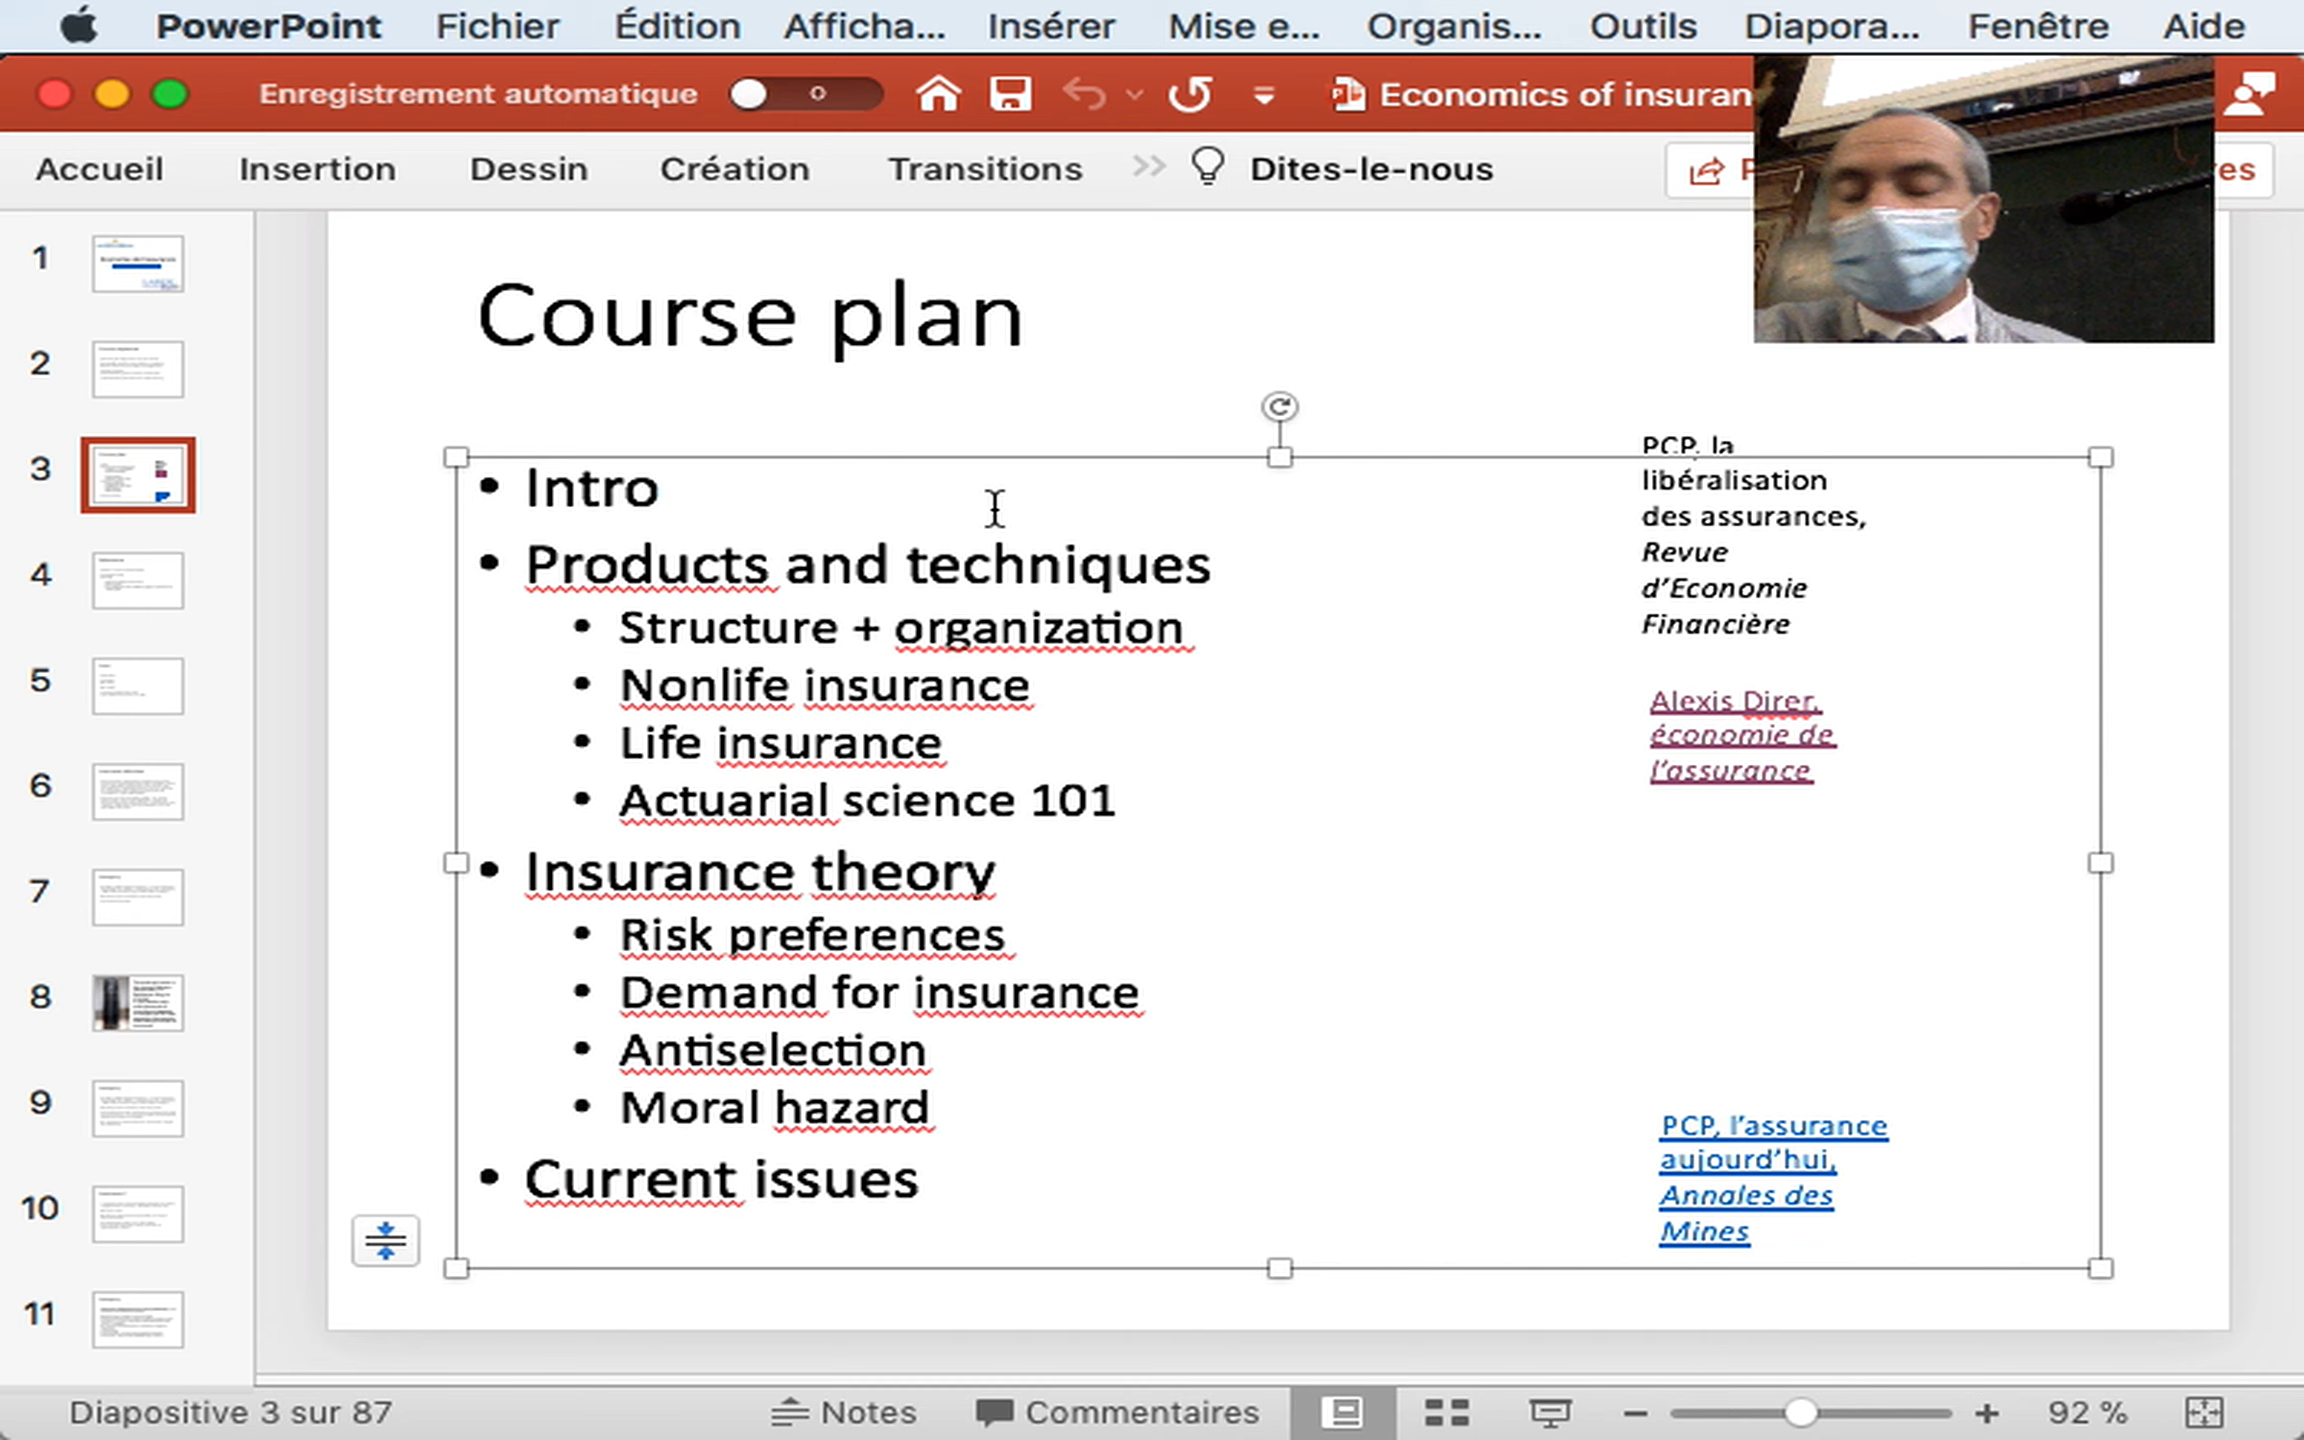 PowerPoint Fichier Édition Afficha... Insérer Mise e... Organis... Outils Diapora... Fenêtre Aide
Enregistrement automatique Economics of insuran
Accueil Insertion Dessin Création Transitions >> Dites-le-nous
Course plan
• Intro
• Products and techniques
• Structure + organization
• Nonlife insurance
• Life insurance
• Actuarial science 101
• Insurance theory
• Risk preferences
• Demand for insurance
• Antiselection
• Moral hazard
• Current issues
PCP, la
libéralisation
des assurances,
Revue
d'Economie
Financière
Alexis Direr,
économie de
l'assurance
PCP, l'assurance
aujourd'hui,
Annales des
Mines
1
2
3
4
5
6
7
8
9
10
11
Diapositive 3 sur 87 Notes Commentaires 92 %